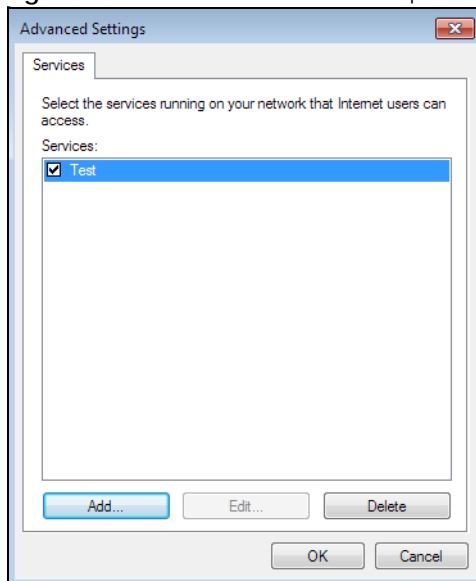 Advanced Settings
Services
Select the services running on your network that Internet users can
access.
Services:
Test
Add...
Edit...
Delete
OK
Cancel